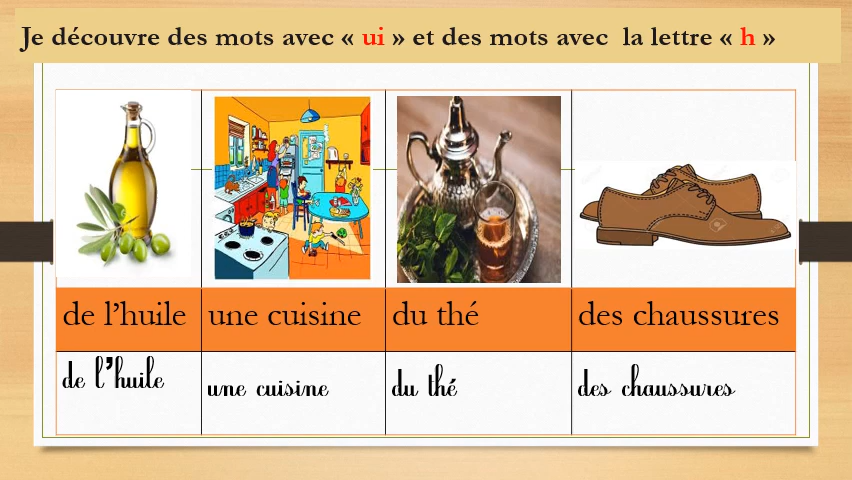 Je découvre des mots avec « ui » et des mots avec  la lettre « h »
de l’huile
une cuisine
du thé
des chaussures
de l’huile
une cuisine
du thé
des chaussures